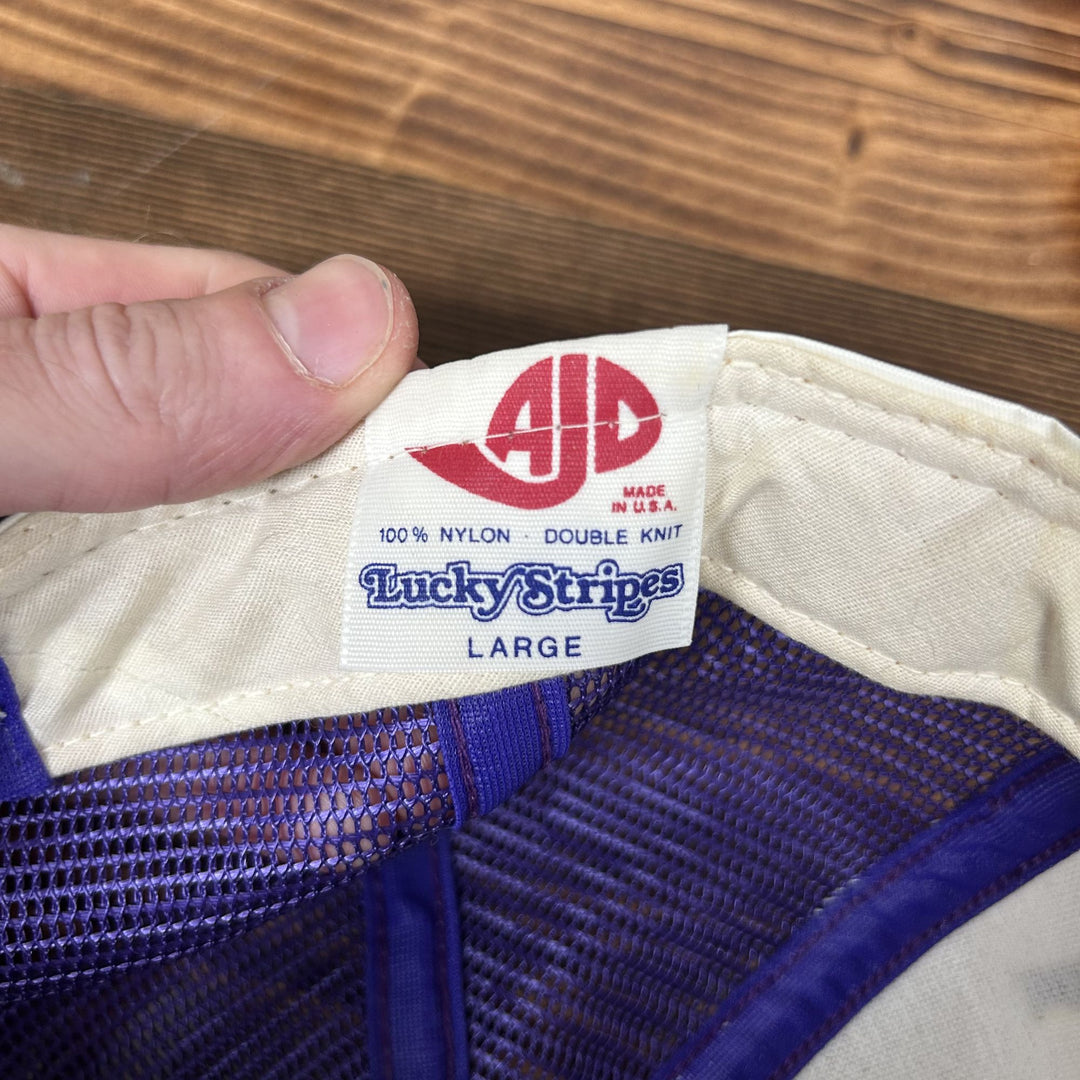 AJD
MADE
IN U.S.A.
100% NYLON · DOUBLE KNIT
Lucky Stripes
LARGE